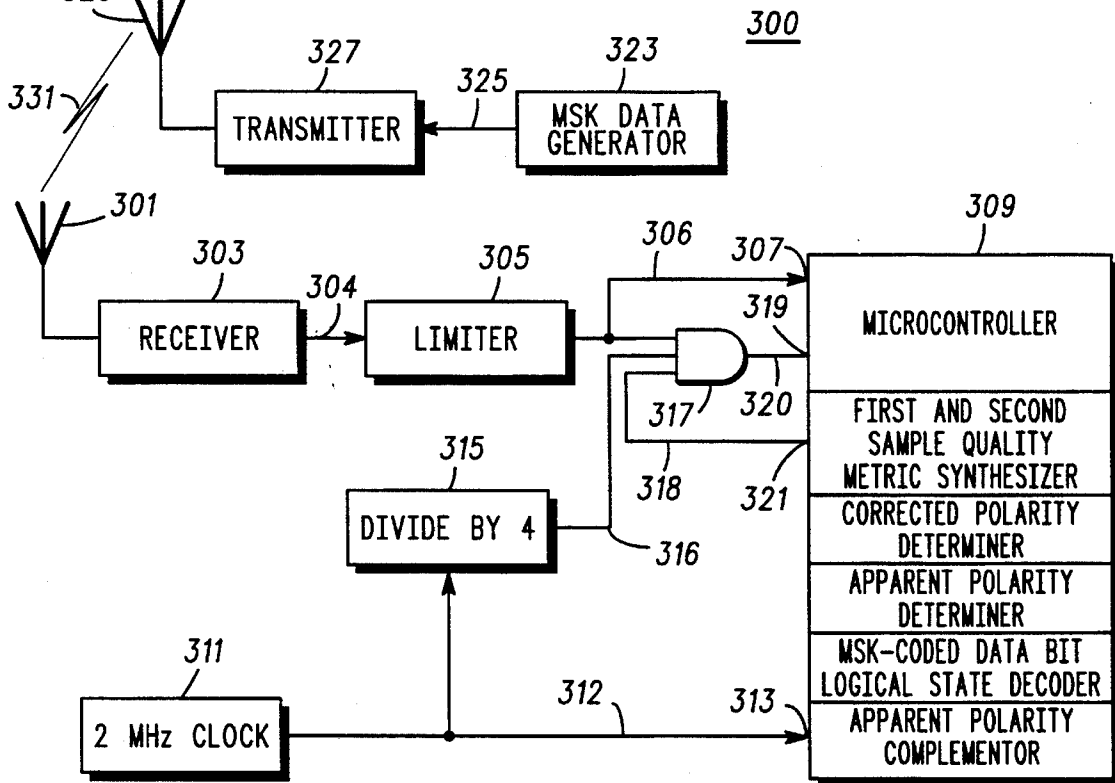 300
327
323
325
331
TRANSMITTER
MSK DATA
GENERATOR
301
309
303
304
305
306
307
RECEIVER
LIMITER
319
MICROCONTROLLER
317
320
FIRST AND SECOND
SAMPLE QUALITY
METRIC SYNTHESIZER
315
318
321
DIVIDE BY 4
316
CORRECTED POLARITY
DETERMINER
APPARENT POLARITY
DETERMINER
MSK-CODED DATA BIT
LOGICAL STATE DECODER
311
312
313
2 MHz CLOCK
APPARENT POLARITY
COMPLEMENTOR